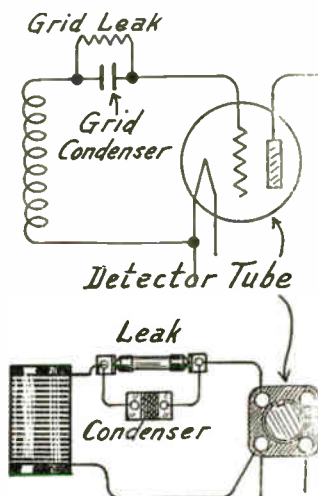 Grid Leak
Grid
Condenser
Detector Tube
Leak
Condenser